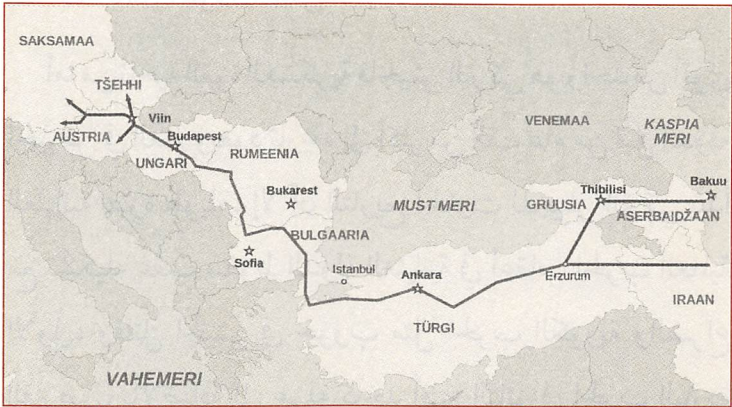 SAKSAMAA
TŠEHHI
Viin
AUSTRIA
Budapest
UNGARI
RUMEENIA
Bukarest
BULGAARIA
Sofia
Istanbul
Ankara
TÜRGI
MUST MERI
VENEMAA
KASPIA
MERI
Thibilisi
GRUUSIA
Bakuu
ASERBAIDŽAAN
Erzurum
IRAAN
VAHEMERI